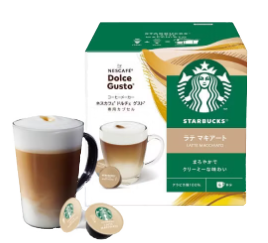 NESCAFÉ
Dolce
Gusto
コーヒーメーカー
ネスカフェ ドルチェ グスト
専用カプセル
STARBUCKS
ラテ マキアート
LATTE MACCHIATO
まろやかで
クリーミーな味わい